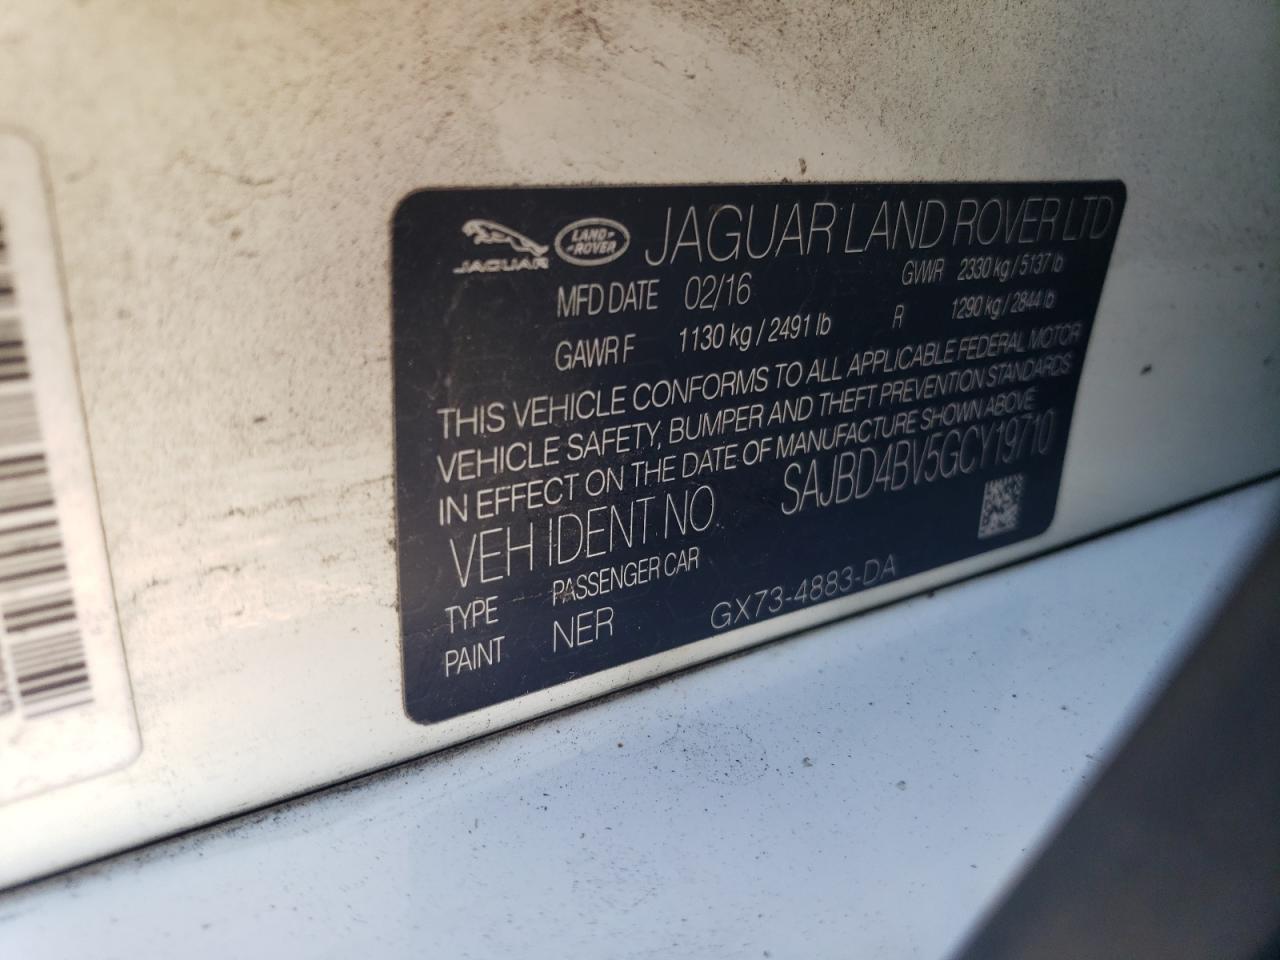 JAGUAR LAND ROVER JAGUAR LAND ROVER LTD
MFD DATE 02/16 GVWR 2330 kg / 5137 lb
GAWR F 1130 kg / 2491 lb R 1290 kg / 2844 lb
THIS VEHICLE CONFORMS TO ALL APPLICABLE FEDERAL MOTOR
VEHICLE SAFETY, BUMPER AND THEFT PREVENTION STANDARDS
IN EFFECT ON THE DATE OF MANUFACTURE SHOWN ABOVE
VEH IDENT NO. SAJBD4BV5GCY19710
TYPE PASSENGER CAR
PAINT NER GX73-4883-DA